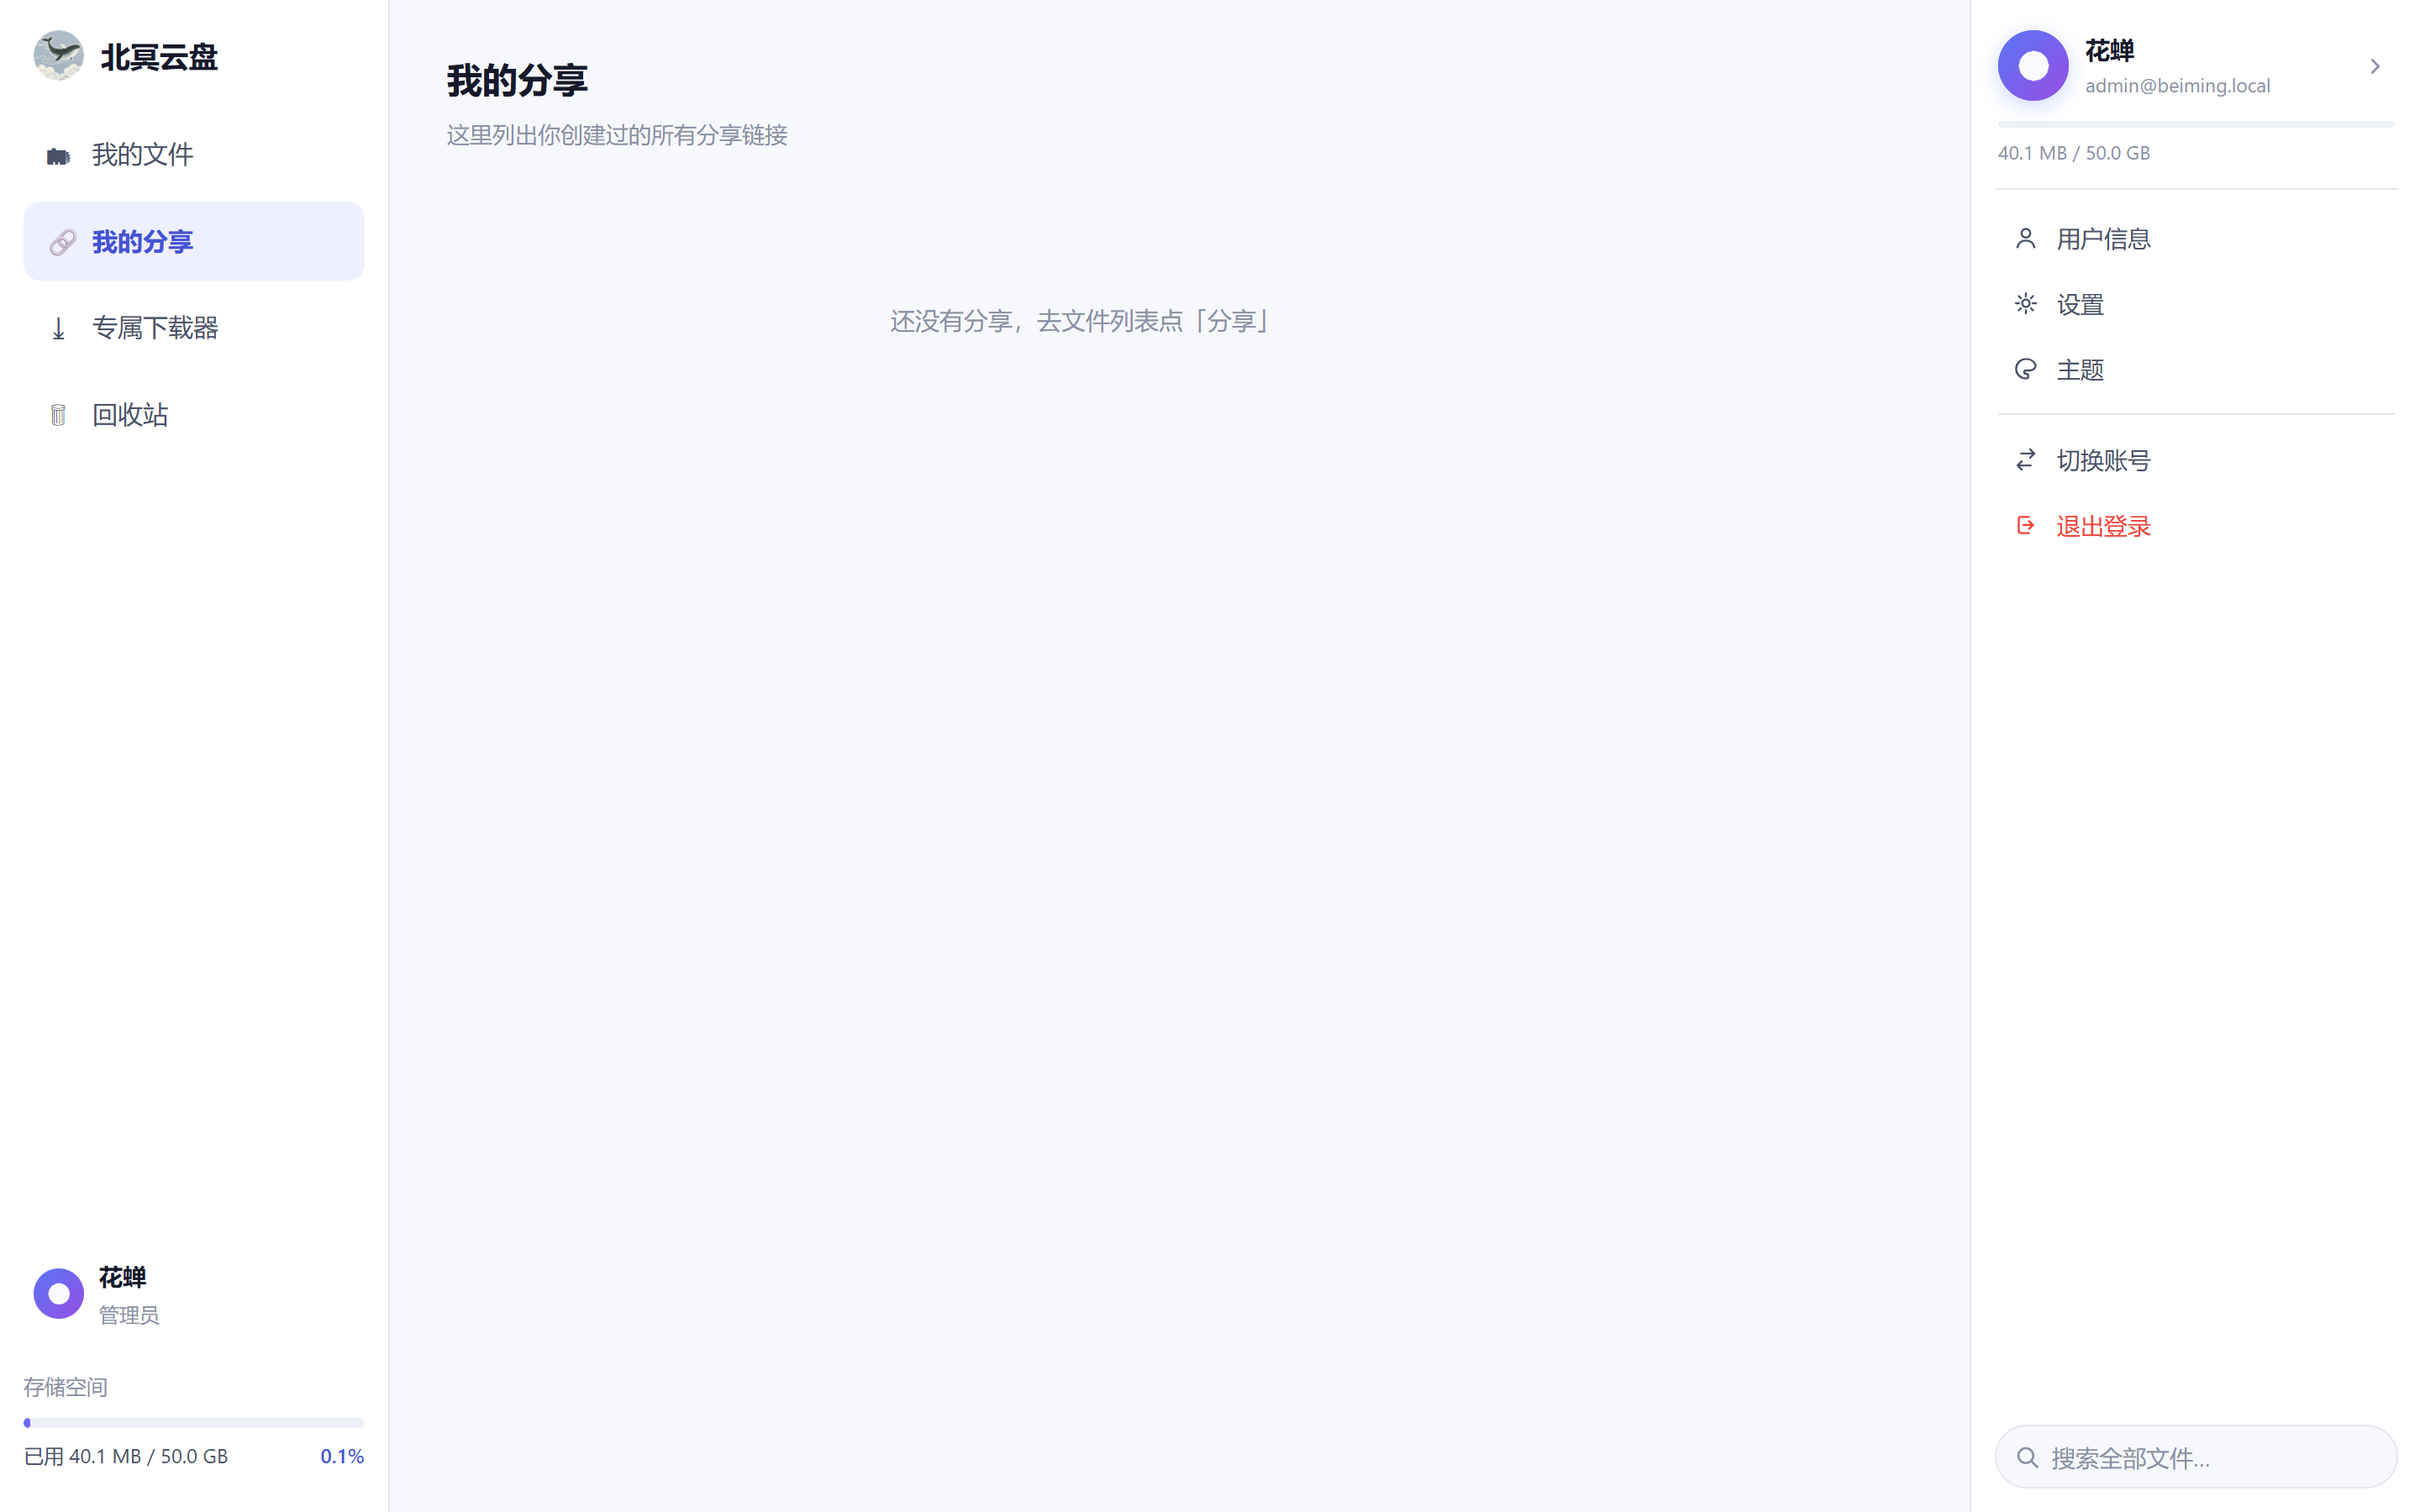 北冥云盘
我的文件
我的分享
专属下载器
回收站
花蝉
管理员
存储空间
已用 40.1 MB / 50.0 GB
0.1%
我的分享
这里列出你创建过的所有分享链接
还没有分享，去文件列表点「分享」
花蝉
admin@beiming.local
40.1 MB / 50.0 GB
用户信息
设置
主题
切换账号
退出登录
搜索全部文件...